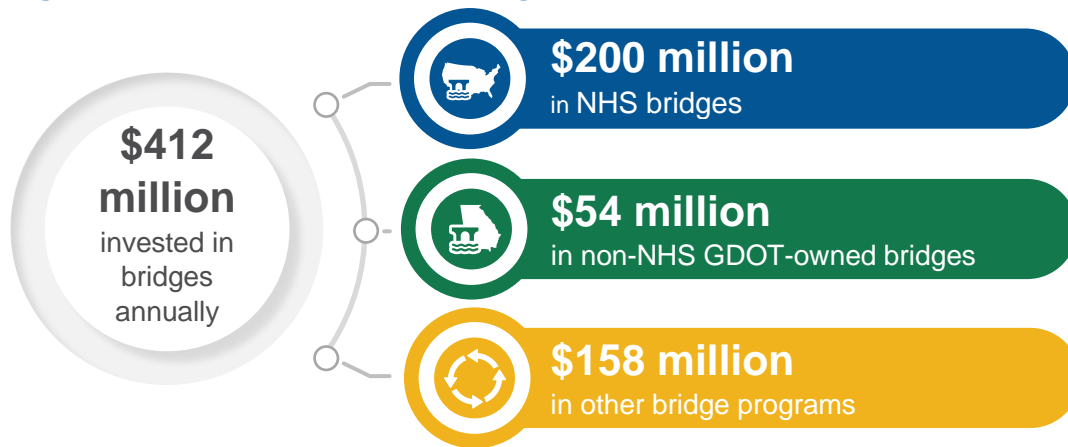 $412
million
invested in
bridges
annually
$200 million
in NHS bridges
$54 million
in non-NHS GDOT-owned bridges
$158 million
in other bridge programs